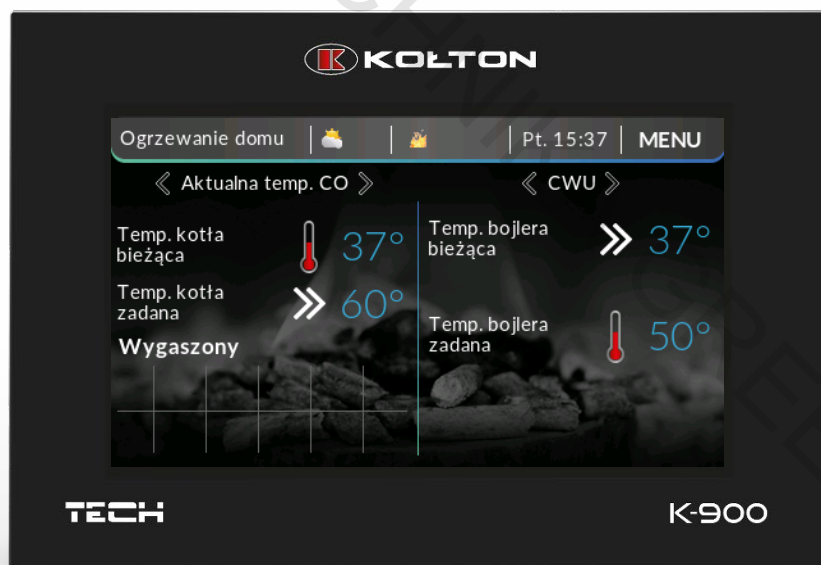 KOŁTON
Ogrzewanie domu
Pt. 15:37
MENU
Aktualna temp. CO
Temp. kotła
bieżąca
37°
Temp. kotła
zadana
60°
Wygaszony
CWU
Temp. bojlera
bieżąca
37°
Temp. bojlera
zadana
50°
TECH
K-900